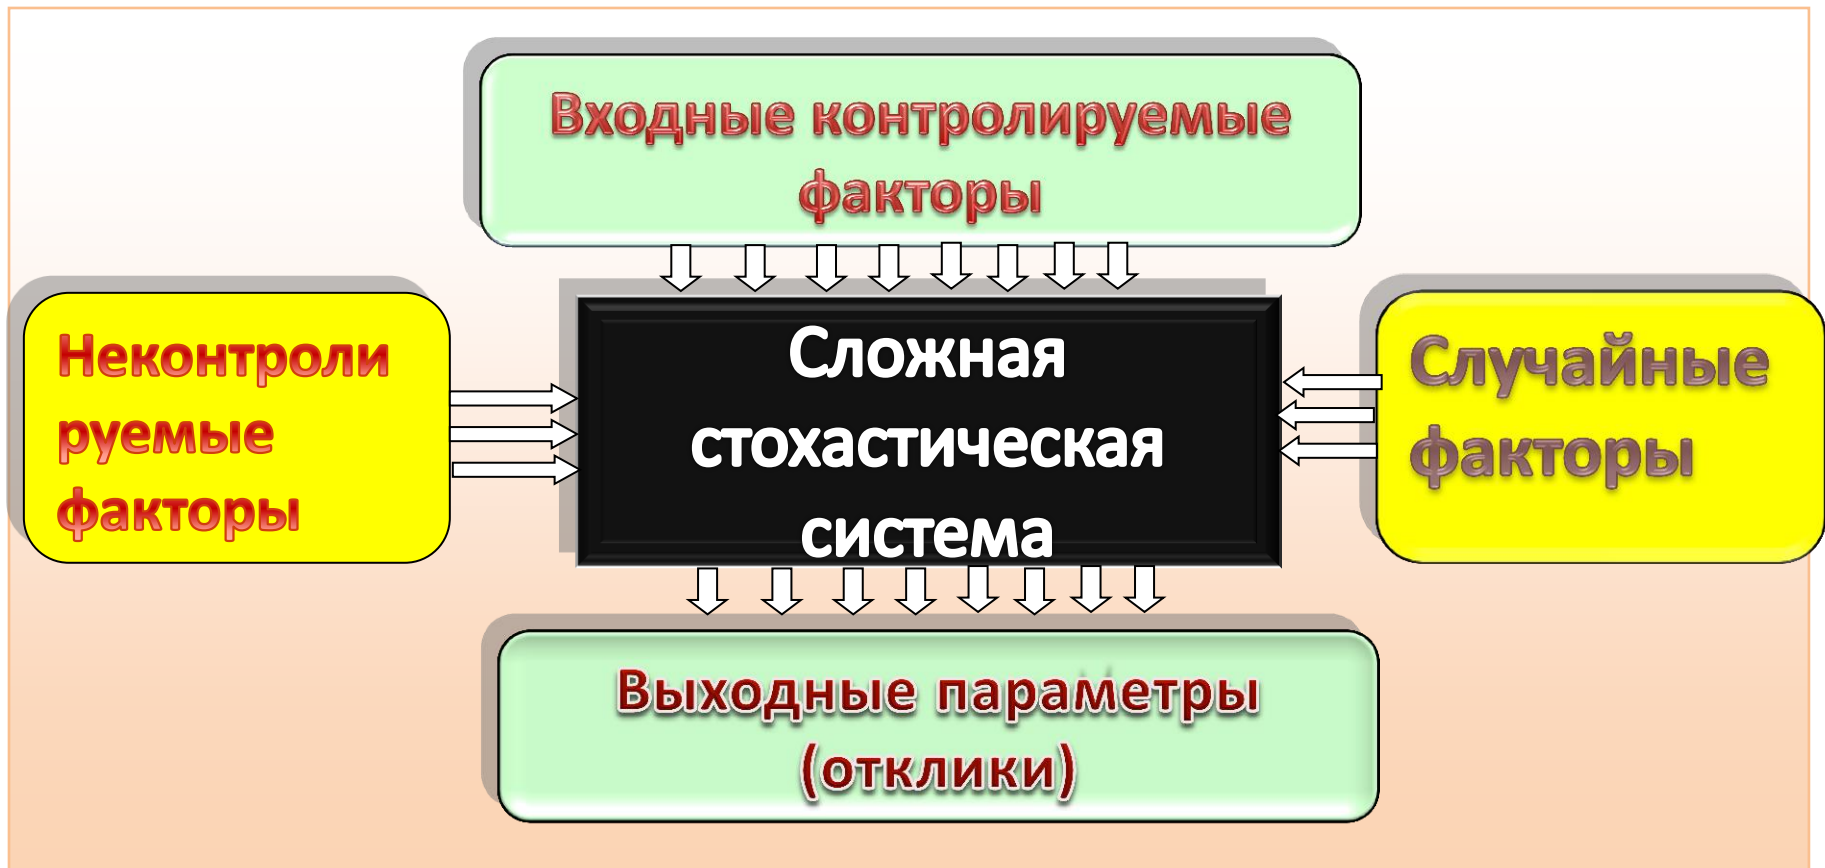 Входные контролируемые
факторы
Неконтроли
руемые
факторы
Сложная
стохастическая
система
Случайные
факторы
Выходные параметры
(отклики)